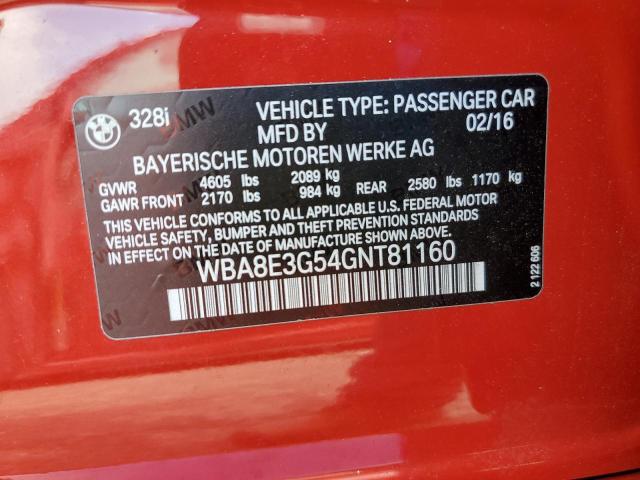 328i VEHICLE TYPE: PASSENGER CAR
MFD BY 02/16
BAYERISCHE MOTOREN WERKE AG
GVWR 4605 lbs 2089 kg
GAWR FRONT 2170 lbs 984 kg REAR 2580 lbs 1170 kg
THIS VEHICLE CONFORMS TO ALL APPLICABLE U.S. FEDERAL MOTOR
VEHICLE SAFETY, BUMPER AND THEFT PREVENTION STANDARDS
IN EFFECT ON THE DATE OF MANUFACTURE SHOWN ABOVE.
WBA8E3G54GNT81160
2 122 606
BMW